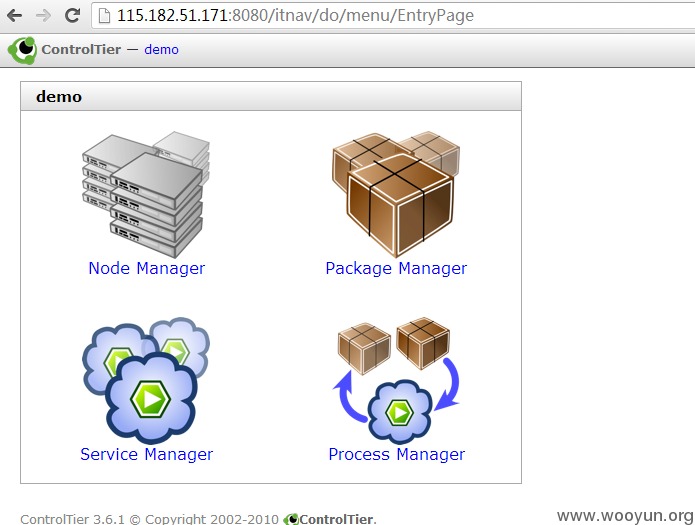 115.182.51.171:8080/itnav/do/menu/EntryPage
ControlTier — demo
demo
Node Manager
Package Manager
Service Manager
Process Manager
ControlTier 3.6.1 © Copyright 2002-2010 ControlTier.
www.wooyun.org